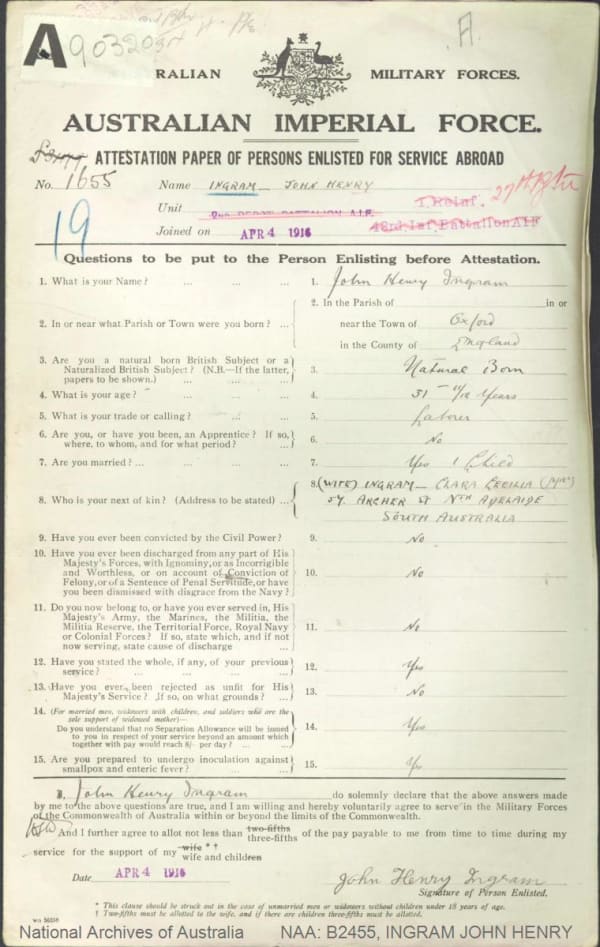 A
903203A
A
RALIAN MILITARY FORCES.
AUSTRALIAN IMPERIAL FORCE.
ATTESTATION PAPER OF PERSONS ENLISTED FOR SERVICE ABROAD
No. 1655 Name INGRAM JOHN HENRY
Unit 2ND DEPOT BATTALION A.I.F. 1. Reinf. 27th Bn
43rd Inf. Battalion AIF
19
Joined on APR 4 1916
Questions to be put to the Person Enlisting before Attestation.
1. What is your Name? ... ... ... 1. John Henry Ingram
2. In or near what Parish or Town were you born? ... 2. In the Parish of in or
near the Town of Oxford
in the County of England
3. Are you a natural born British Subject or a
Naturalized British Subject? (N.B.—If the latter,
papers to be shown.) ... ... ... 3. Natural Born
4. What is your age? ... ... ... 4. 31 - 11/12 Years
5. What is your trade or calling? ... ... 5. Laborer
6. Are you, or have you been, an Apprentice? If so,
where, to whom, and for what period? ... 6. No
7. Are you married? ... ... ... ... 7. Yes 1 Child
8. Who is your next of kin? (Address to be stated) ... 8. (WIFE) INGRAM CLARA CECILIA (Mrs)
57. ARCHER ST NTH ADELAIDE
SOUTH AUSTRALIA
9. Have you ever been convicted by the Civil Power? 9. No
10. Have you ever been discharged from any part of His
Majesty's Forces, with Ignominy, or as Incorrigible
and Worthless, or on account of Conviction of
Felony, or of a Sentence of Penal Servitude, or have
you been dismissed with disgrace from the Navy? 10. No
11. Do you now belong to, or have you ever served in, His
Majesty's Army, the Marines, the Militia, the
Militia Reserve, the Territorial Force, Royal Navy
or Colonial Forces? If so, state which, and if not
now serving, state cause of discharge ... 11. No
12. Have you stated the whole, if any, of your previous
service? ... ... ... ... 12. Yes
13. Have you ever been rejected as unfit for His
Majesty's Service? If so, on what grounds? ... 13. No
14. (For married men, widowers with children, and soldiers who are the
sole support of widowed mother)—
Do you understand that no Separation Allowance will be issued
to you in respect of your service beyond an amount which
together with pay would reach 8/- per day? ... ... 14. Yes
15. Are you prepared to undergo inoculation against
smallpox and enteric fever? ... ... 15. Yes
I, John Henry Ingram do solemnly declare that the above answers made
by me to the above questions are true, and I am willing and hereby voluntarily agree to serve in the Military Forces
of the Commonwealth of Australia within or beyond the limits of the Commonwealth.
And I further agree to allot not less than two-fifths three-fifths of the pay payable to me from time to time during my
service for the support of my wife * † wife and children
Date APR 4 1916 John Henry Ingram
Signature of Person Enlisted.
* This clause should be struck out in the case of unmarried men or widowers without children under 18 years of age.
† Two-fifths must be allotted to the wife, and if there are children three-fifths must be allotted.
National Archives of Australia NAA: B2455, INGRAM JOHN HENRY